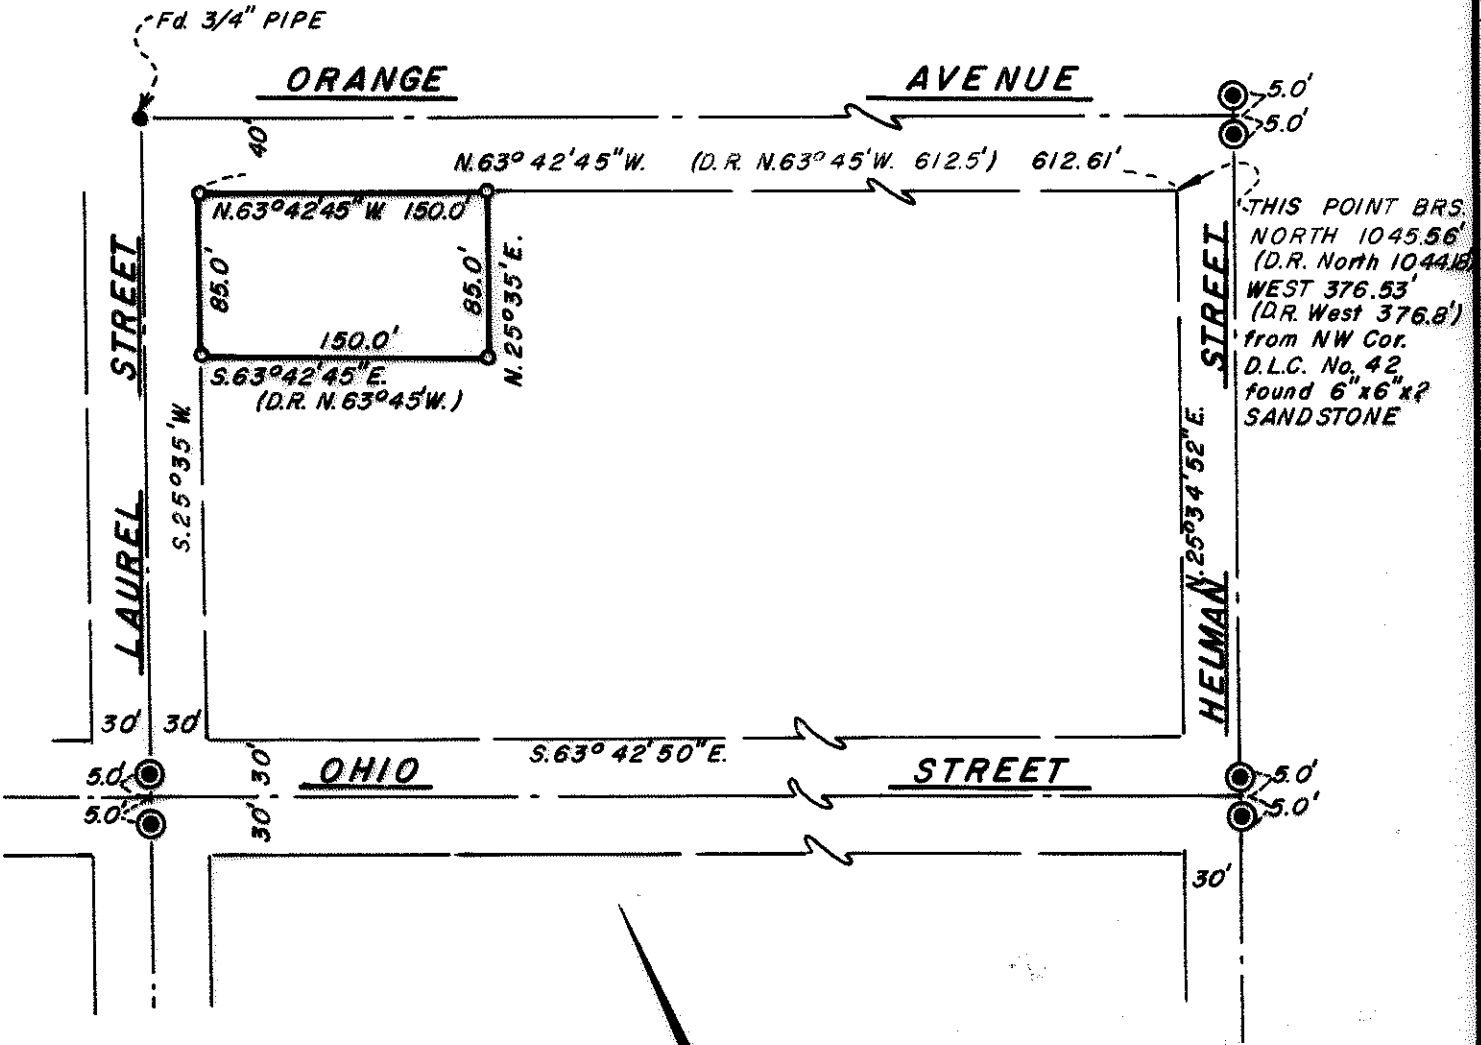 Fd. 3/4" PIPE
ORANGE AVENUE
5.0'
5.0'
40'
N.63° 42'45"W. (D.R. N.63°45'W. 612.5') 612.61'
N.63°42'45"W. 150.0'
85.0'
85.0'
N.25°35'E.
150.0'
S.63°42'45"E.
(D.R. N.63°45'W.)
THIS POINT BRS.
NORTH 1045.56'
(D.R. North 1044.18')
WEST 376.53'
(D.R. West 376.8')
from NW Cor.
D.L.C. No. 42
found 6"x6"x?
SANDSTONE
LAUREL STREET
S.25°35'W.
N.25°34'52"E.
HELMAN STREET
30' 30'
S.63° 42'50"E.
5.0'
5.0'
30'
30'
OHIO STREET
5.0'
5.0'
30'